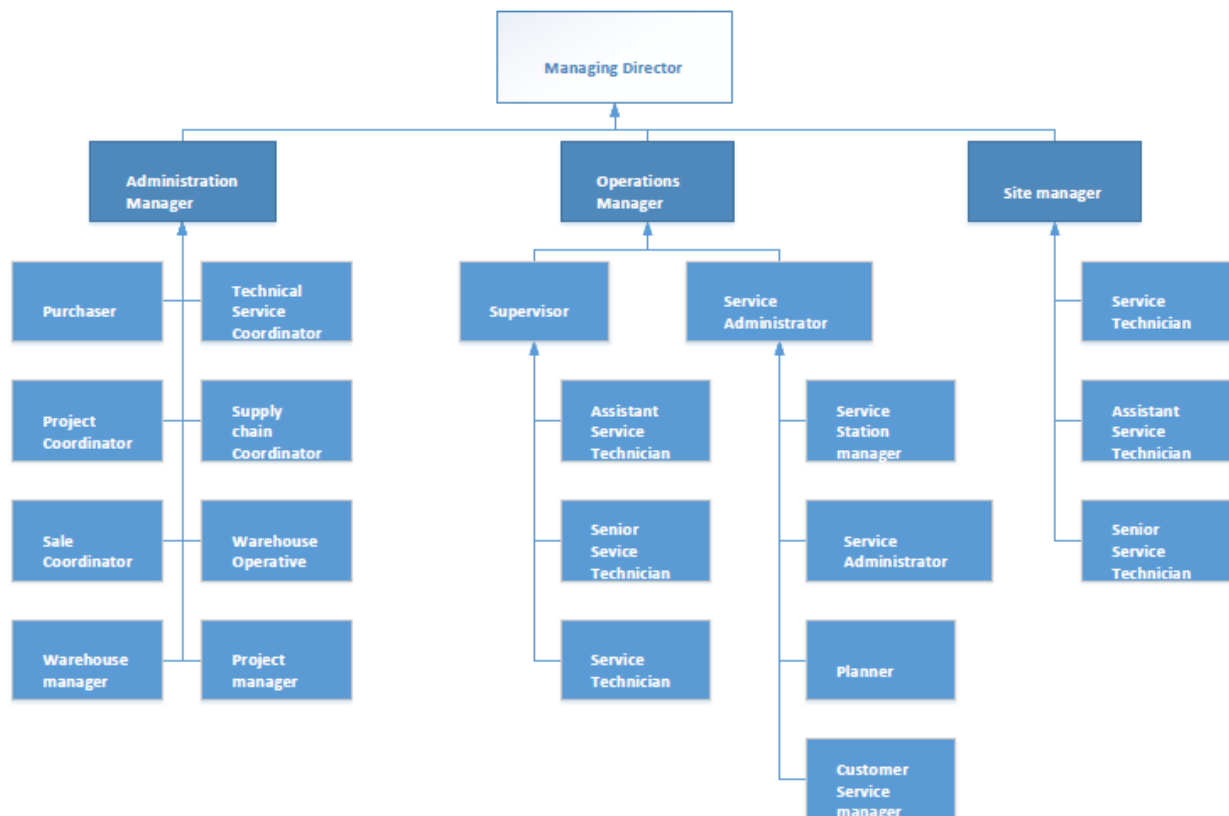 Managing Director
Administration
Manager
Operations
Manager
Site manager
Purchaser
Technical
Service
Coordinator
Project
Coordinator
Supply
chain
Coordinator
Sale
Coordinator
Warehouse
Operative
Warehouse
manager
Project
manager
Supervisor
Service
Administrator
Assistant
Service
Technician
Senior
Sevice
Technician
Service
Technician
Service
Station
manager
Service
Administrator
Planner
Customer
Service
manager
Service
Technician
Assistant
Service
Technician
Senior
Service
Technician